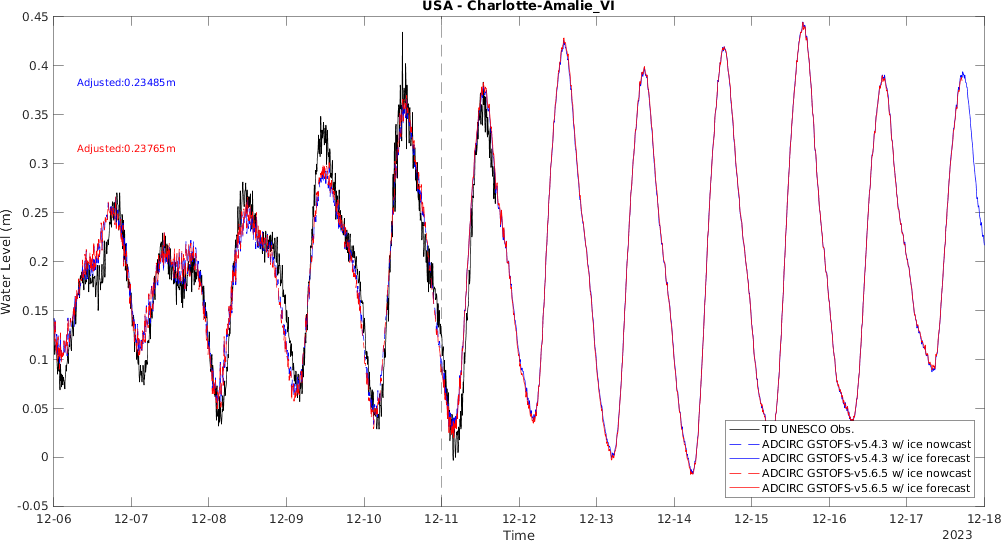 USA - Charlotte-Amalie_VI
0.45
0.4
0.35
0.3
0.25
0.2
0.15
0.1
0.05
0
-0.05
Water Level (m)
Adjusted:0.23485m
Adjusted:0.23765m
TD UNESCO Obs.
ADCIRC GSTOFS-v5.4.3 w/ ice nowcast
ADCIRC GSTOFS-v5.4.3 w/ ice forecast
ADCIRC GSTOFS-v5.6.5 w/ ice nowcast
ADCIRC GSTOFS-v5.6.5 w/ ice forecast
12-06 12-07 12-08 12-09 12-10 12-11 12-12 12-13 12-14 12-15 12-16 12-17 12-18
Time
2023